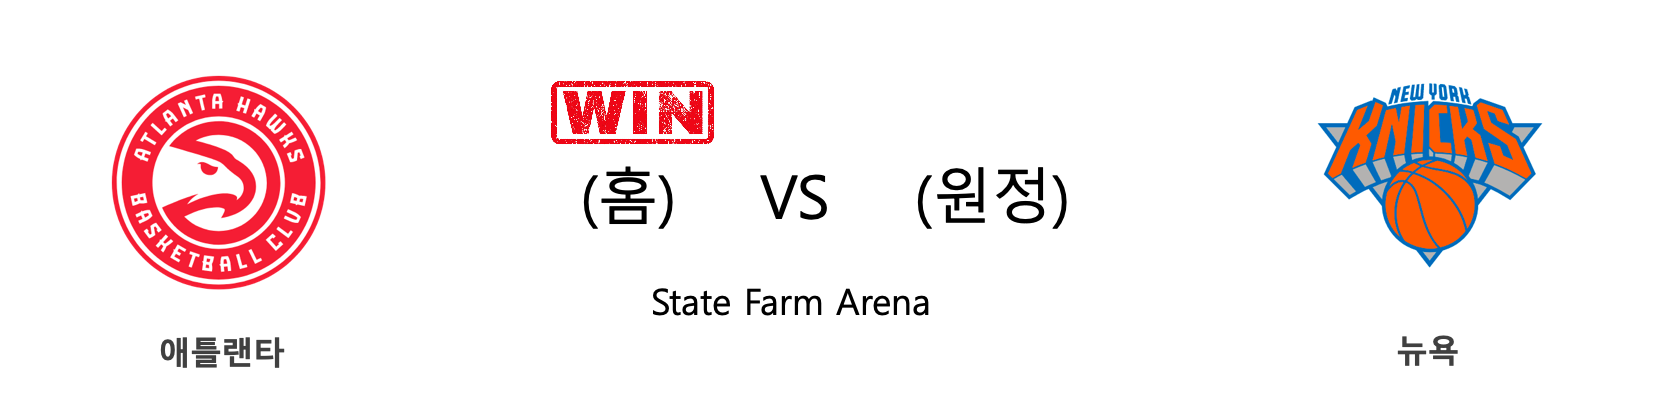 ATLANTA HAWKS
BASKETBALL CLUB
WIN
(홈) VS (원정)
State Farm Arena
애틀랜타
NEW YORK
KNICKS
뉴욕